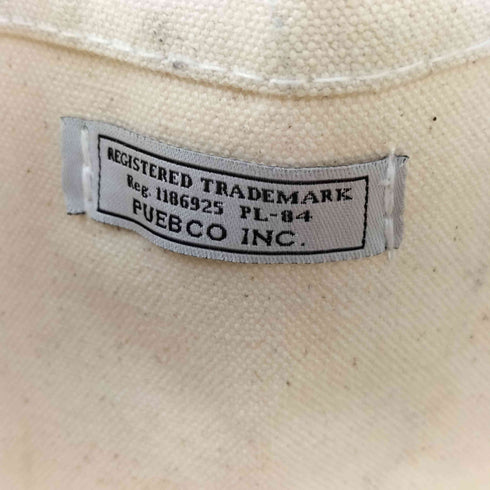 REGISTERED TRADEMARK
Reg. 1186925 PL-84
PUEBCO INC.